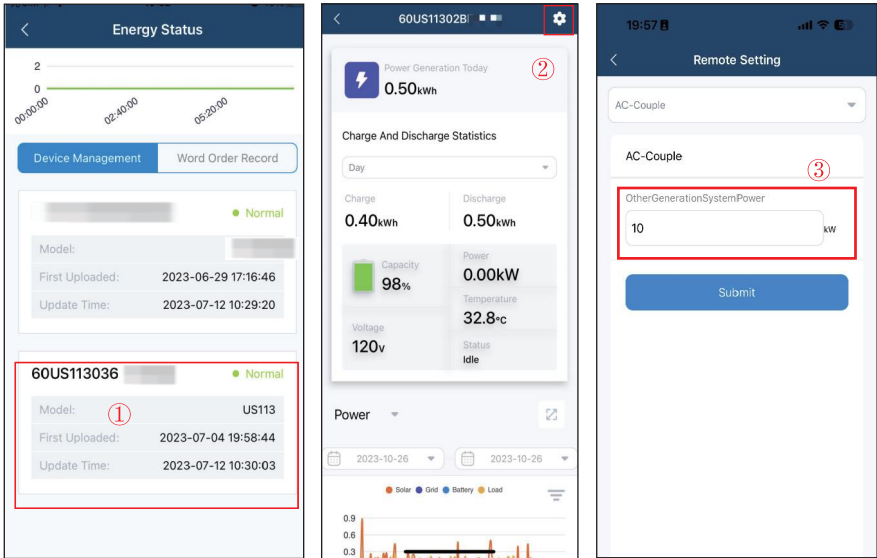 Energy Status
2
0
00:00:00
02:40:00
05:20:00
Device Management
Word Order Record
Normal
Model:
First Uploaded: 2023-06-29 17:16:46
Update Time: 2023-07-12 10:29:20
60US113036
Normal
Model: US113
①
First Uploaded: 2023-07-04 19:58:44
Update Time: 2023-07-12 10:30:03
60US11302B
②
Power Generation Today
0.50kWh
Charge And Discharge Statistics
Day
Charge Discharge
0.40kWh 0.50kWh
Capacity
98%
Power
0.00kW
Temperature
32.8°C
Voltage
120V
Status
Idle
Power
2023-10-26 2023-10-26
Solar Grid Battery Load
0.9
0.6
0.3
19:57
Remote Setting
AC-Couple
AC-Couple
③
OtherGenerationSystemPower
10 kW
Submit